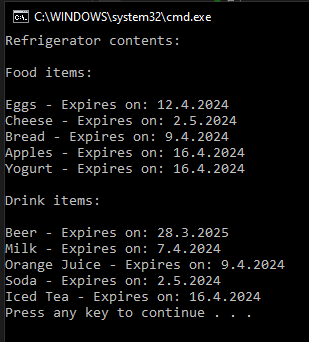 C:\WINDOWS\system32\cmd.exe
Refrigerator contents:
Food items:
Eggs - Expires on: 12.4.2024
Cheese - Expires on: 2.5.2024
Bread - Expires on: 9.4.2024
Apples - Expires on: 16.4.2024
Yogurt - Expires on: 16.4.2024
Drink items:
Beer - Expires on: 28.3.2025
Milk - Expires on: 7.4.2024
Orange Juice - Expires on: 9.4.2024
Soda - Expires on: 2.5.2024
Iced Tea - Expires on: 16.4.2024
Press any key to continue . . .